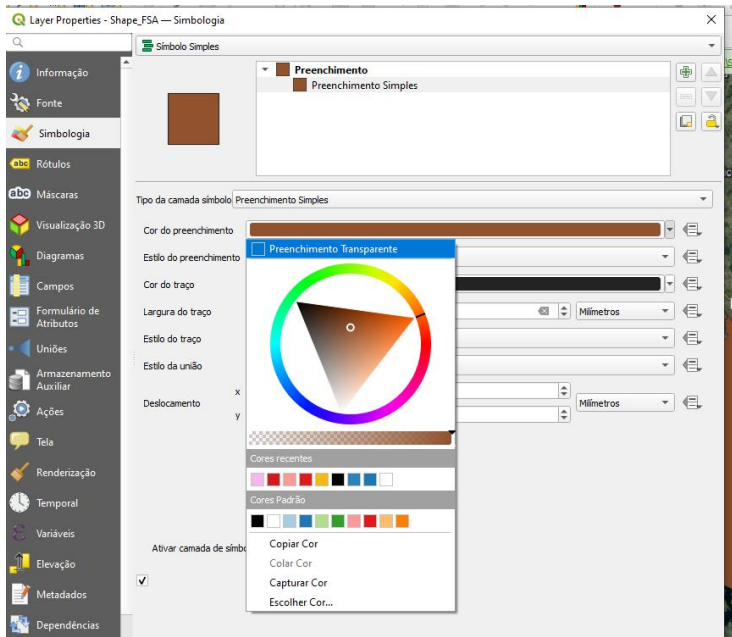 Layer Properties - Shape_FSA — Simbologia
Símbolo Simples
Informação
Fonte
Simbologia
abc Rótulos
abc Máscaras
Visualização 3D
Diagramas
Campos
Formulário de
Atributos
Uniões
Armazenamento
Auxiliar
Ações
Tela
Renderização
Temporal
Variáveis
Elevação
Metadados
Dependências
Preenchimento
Preenchimento Simples
Tipo da camada símbolo Preenchimento Simples
Cor do preenchimento
Preenchimento Transparente
Estilo do preenchimento
Cor do traço
Largura do traço
Milímetros
Estilo do traço
Estilo da união
Deslocamento
x
y
Milímetros
Cores recentes
Cores Padrão
Copiar Cor
Colar Cor
Capturar Cor
Escolher Cor...
Ativar camada de símbo